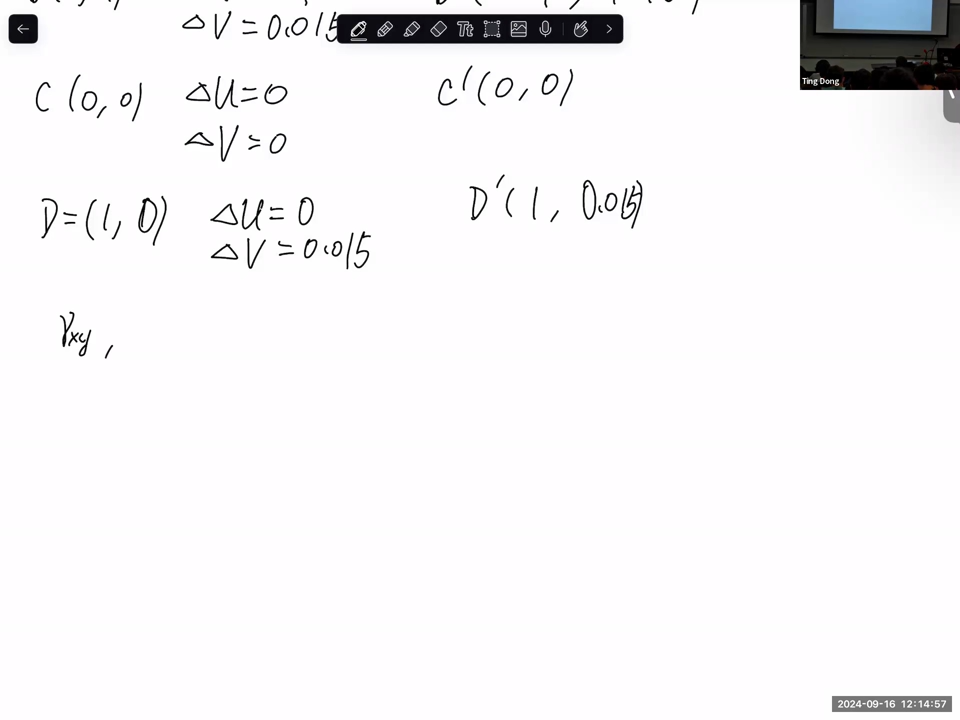 ΔV = 0.015
Tt
Ting Dong
C (0, 0) ΔU = 0 C'(0, 0)
ΔV = 0
D = (1, 0) ΔU = 0 D'(1, 0.015)
ΔV = 0.015
γxy ,
2024-09-16 12:14:57